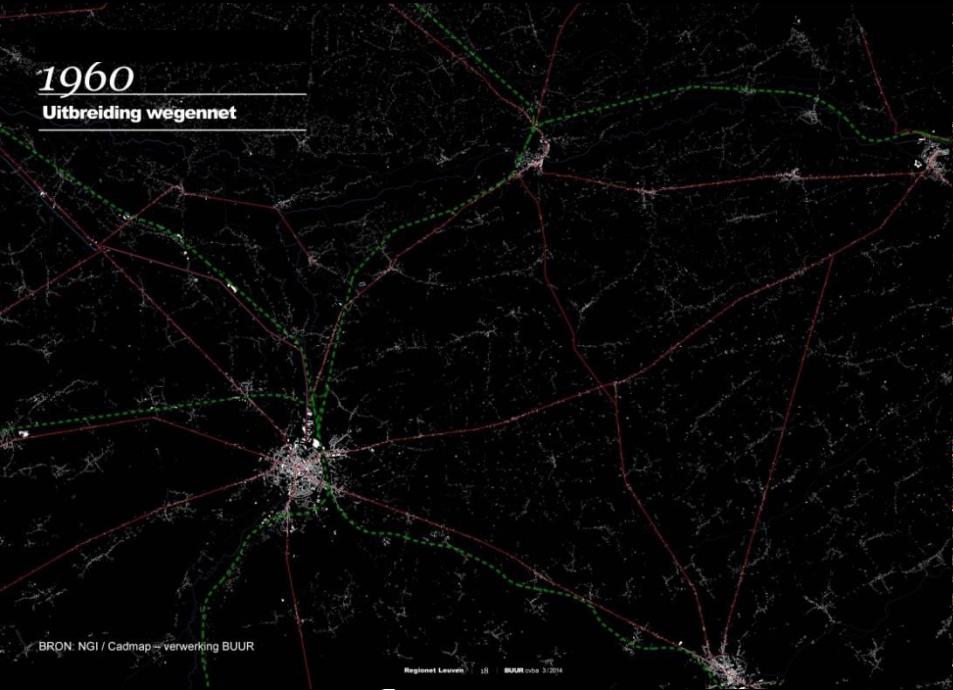 1960
Uitbreiding wegennet
BRON: NGI / Cadmap – verwerking BUUR
Regionet Leuven | 18 | BUUR cvba 3/2014